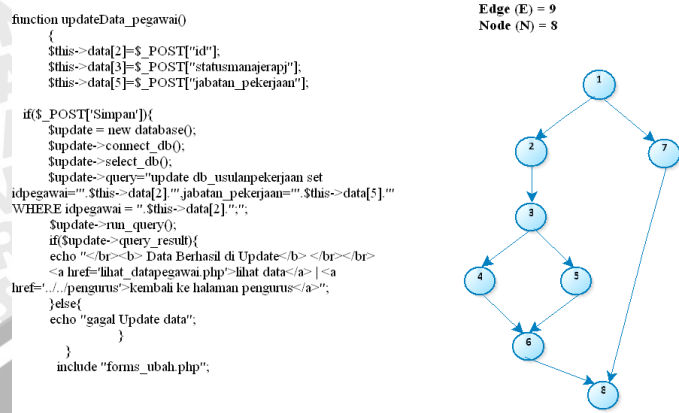 function updateData_pegawai()
{
$this->data[2]=$_POST["id"];
$this->data[3]=$_POST["statusmanajerapj"];
$this->data[5]=$_POST["jabatan_pekerjaan"];
if($_POST['Simpan']){
$update = new database();
$update->connect_db();
$update->select_db();
$update->query="update db_usulanpekerjaan set
idpegawai='".$this->data[2]."',jabatan_pekerjaan='".$this->data[5]."'
WHERE idpegawai = ".$this->data[2].";";
$update->run_query();
if($update->query_result){
echo "</br><b> Data Berhasil di Update</b> </br></br>
<a href='lihat_datapegawai.php'>lihat data</a> | <a
href='../../pengurus'>kembali ke halaman pengurus</a>";
}else{
echo "gagal Update data";
}
}
include "forms_ubah.php";
Edge (E) = 9
Node (N) = 8
1
2
7
3
4
5
6
8